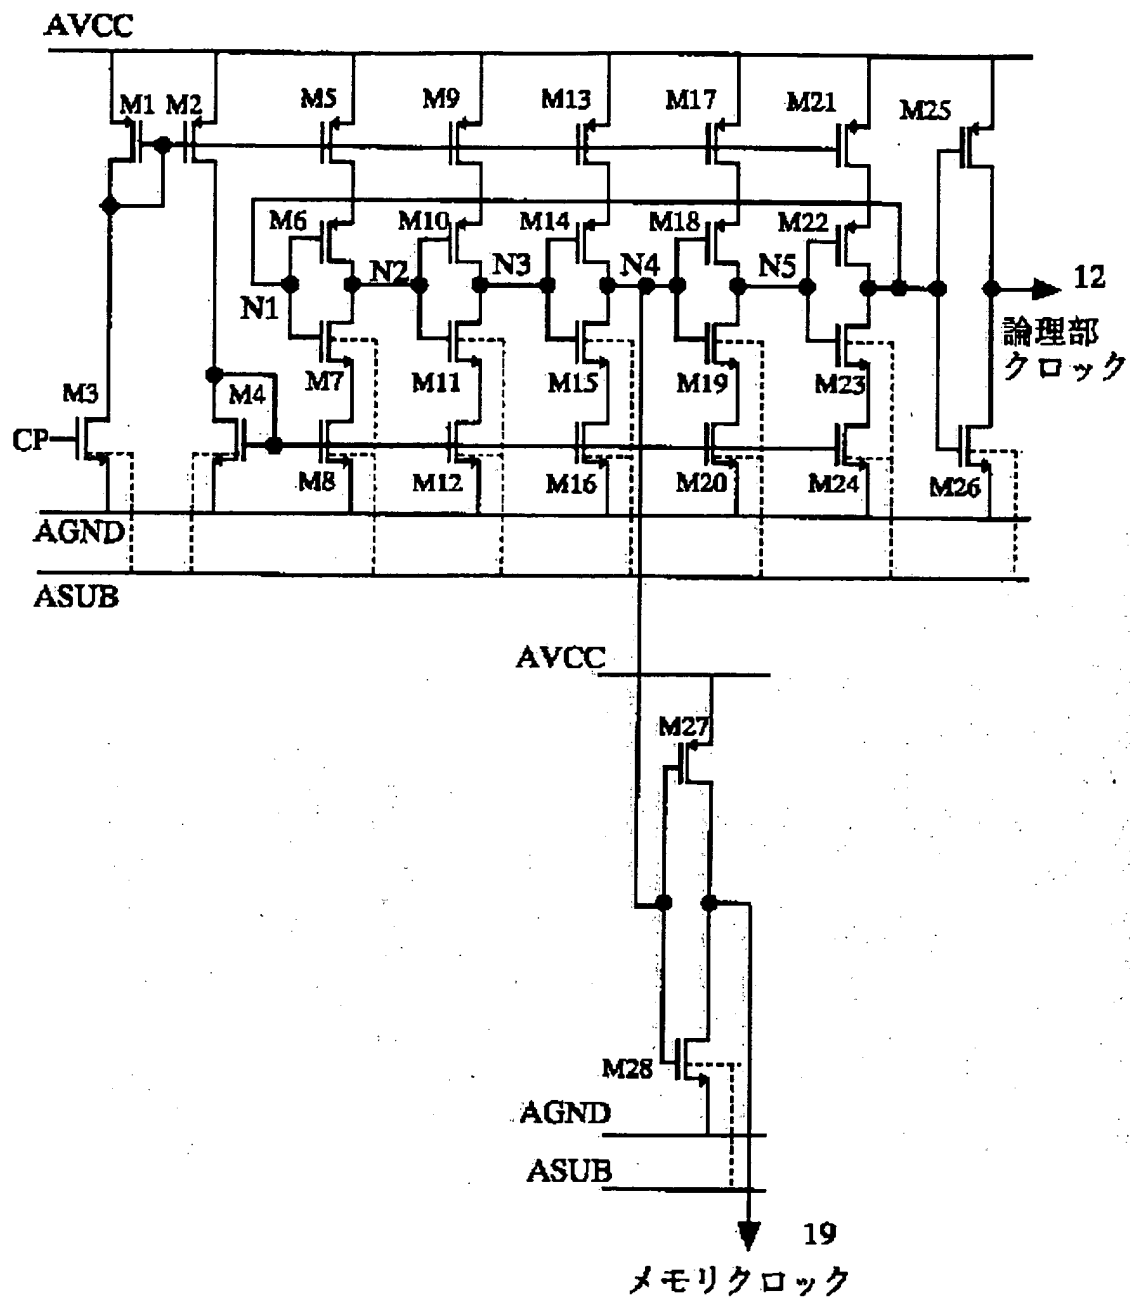 AVCC
M1 M2 M5 M9 M13 M17 M21 M25
M6 M10 M14 M18 M22
N1 N2 N3 N4 N5
12
論理部
クロック
M7 M11 M15 M19 M23
M3 M4
CP
M8 M12 M16 M20 M24 M26
AGND
ASUB
AVCC
M27
M28
AGND
ASUB
19
メモリクロック